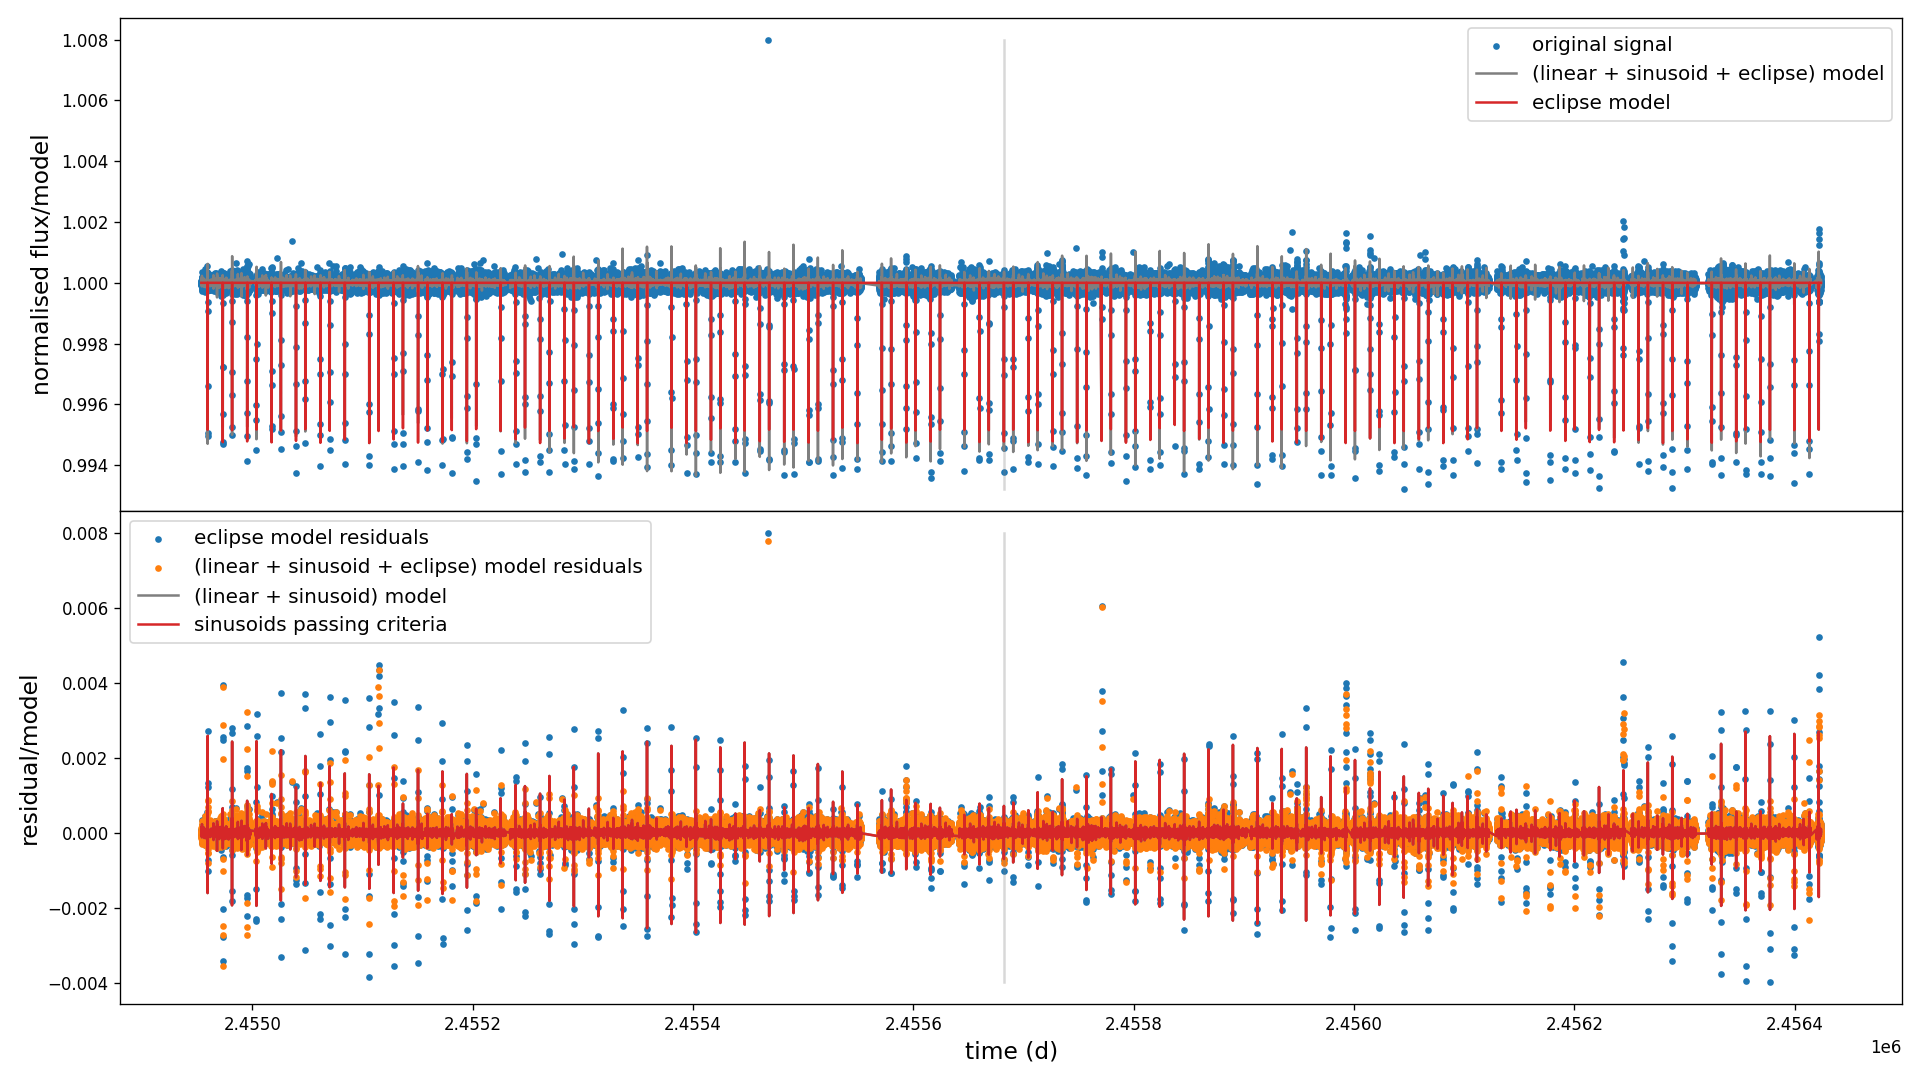 1.008
1.006
1.004
1.002
1.000
0.998
0.996
0.994
normalised flux/model
original signal
(linear + sinusoid + eclipse) model
eclipse model
0.008
0.006
0.004
0.002
0.000
−0.002
−0.004
residual/model
eclipse model residuals
(linear + sinusoid + eclipse) model residuals
(linear + sinusoid) model
sinusoids passing criteria
2.4550 2.4552 2.4554 2.4556 2.4558 2.4560 2.4562 2.4564
1e6
time (d)